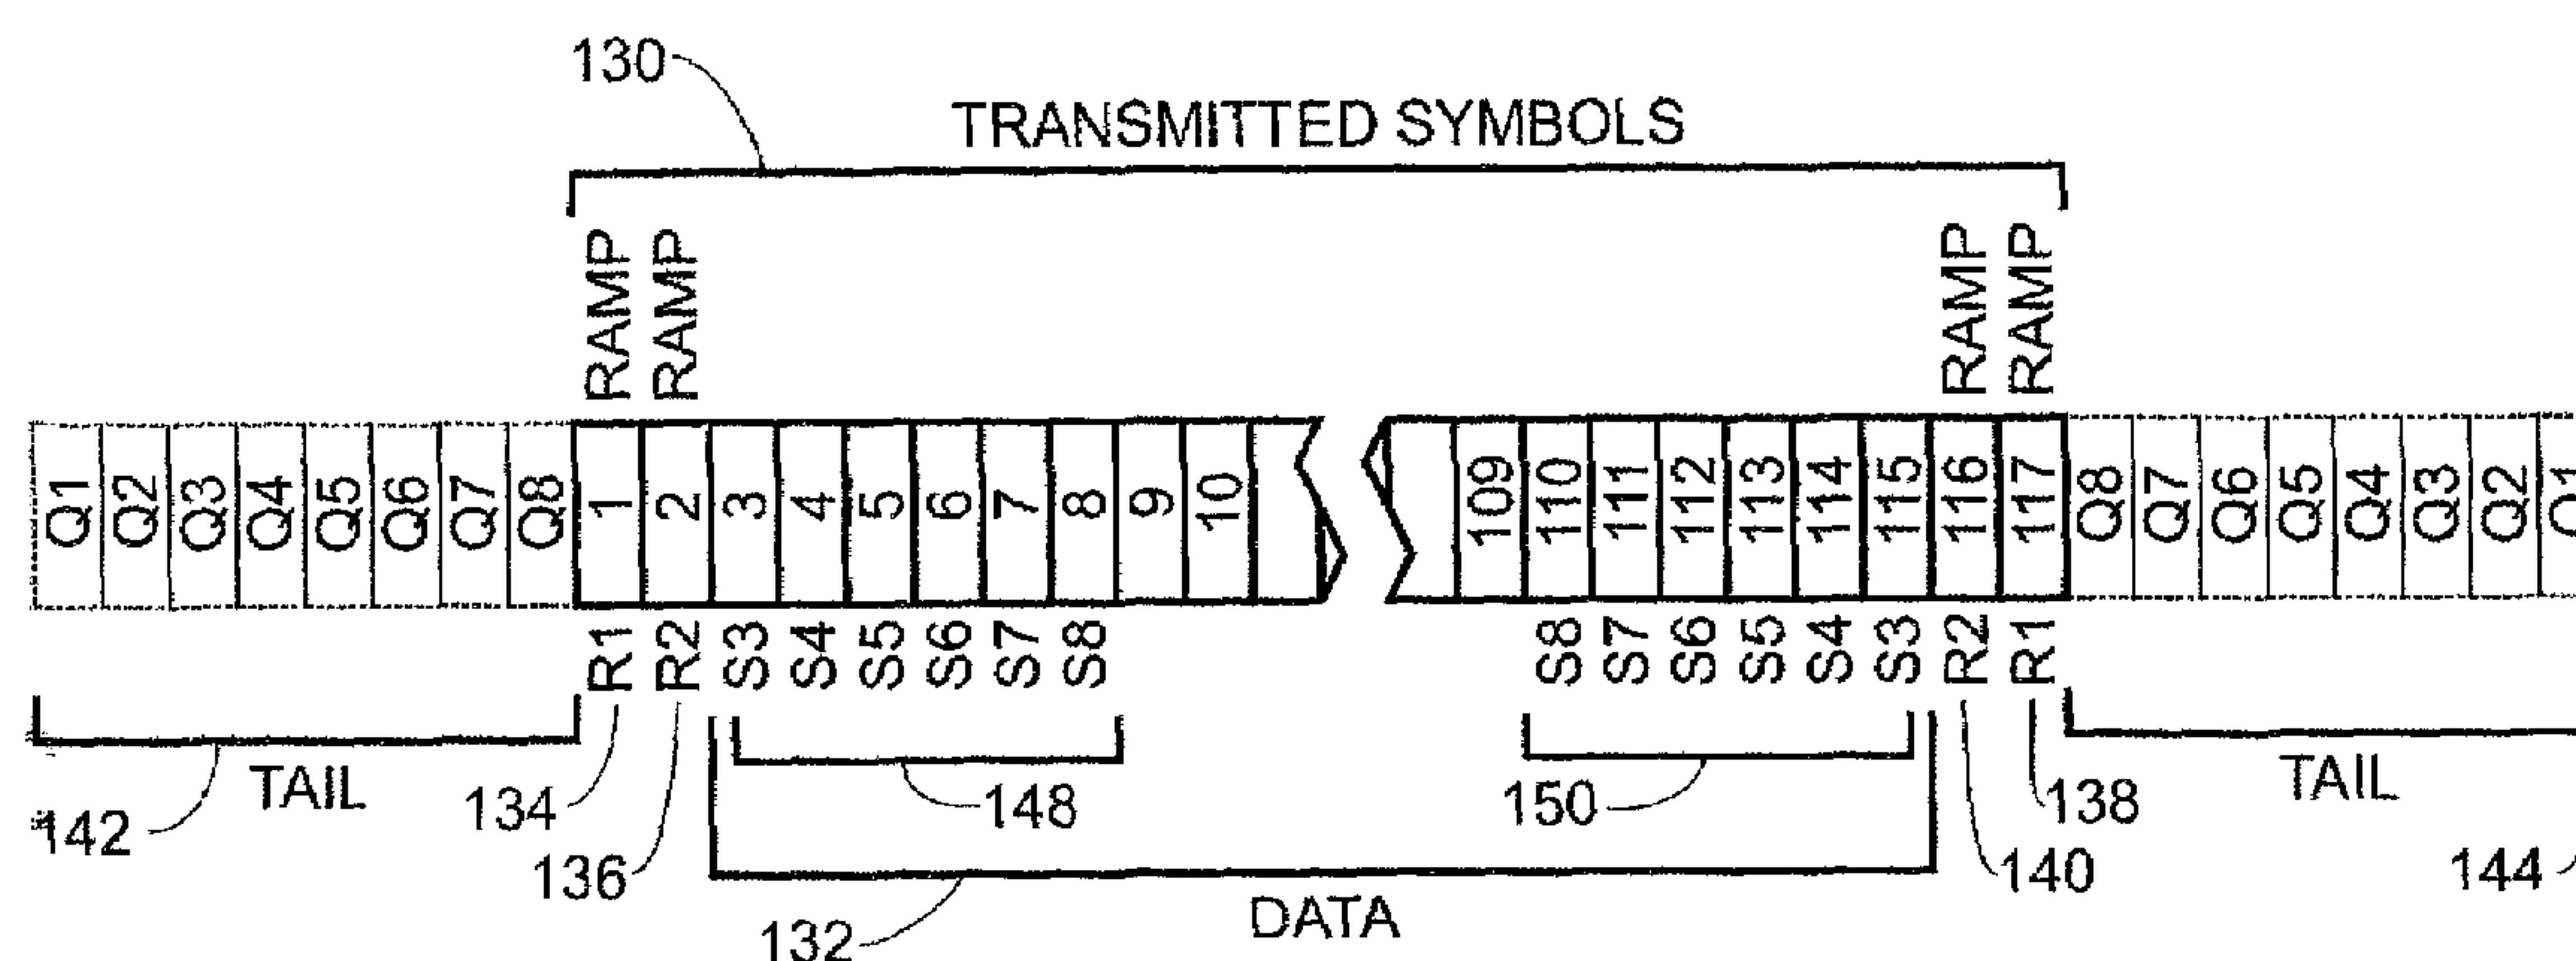 130
TRANSMITTED SYMBOLS
RAMP RAMP RAMP RAMP
Q1 Q2 Q3 Q4 Q5 Q6 Q7 Q8 1 2 3 4 5 6 7 8 9 10 109 110 111 112 113 114 115 116 117 Q8 Q7 Q6 Q5 Q4 Q3 Q2 Q1
R1 R2 S3 S4 S5 S6 S7 S8 S8 S7 S6 S5 S4 S3 R2 R1
142 TAIL 134 148 150 138 TAIL
136 140 144
132 DATA